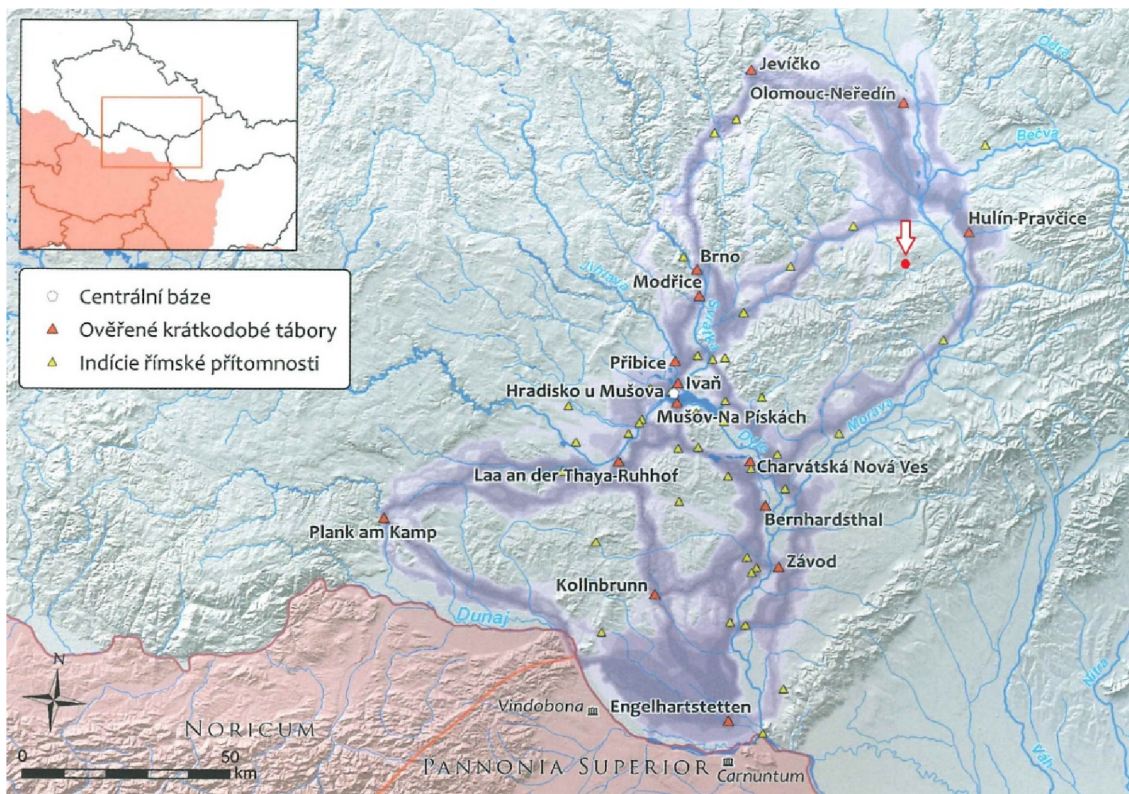 Jevíčko
Olomouc-Neředín
Odra
Bečva
Hulín-Pravčice
Brno
Modřice
Jihlava
Svratka
Centrální báze
Ověřené krátkodobé tábory
Indície římské přítomnosti
Přibice
Ivaň
Hradisko u Mušova
Mušov-Na Pískách
Morava
Dyje
Laa an der Thaya-Ruhhof
Charvátská Nová Ves
Plank am Kamp
Bernhardsthal
Závod
Kollnbrunn
Dunaj
Nitra
N
Engelhartstetten
Vindobona
NORICUM
Váh
0 50
km
PANNONIA SUPERIOR
Carnuntum